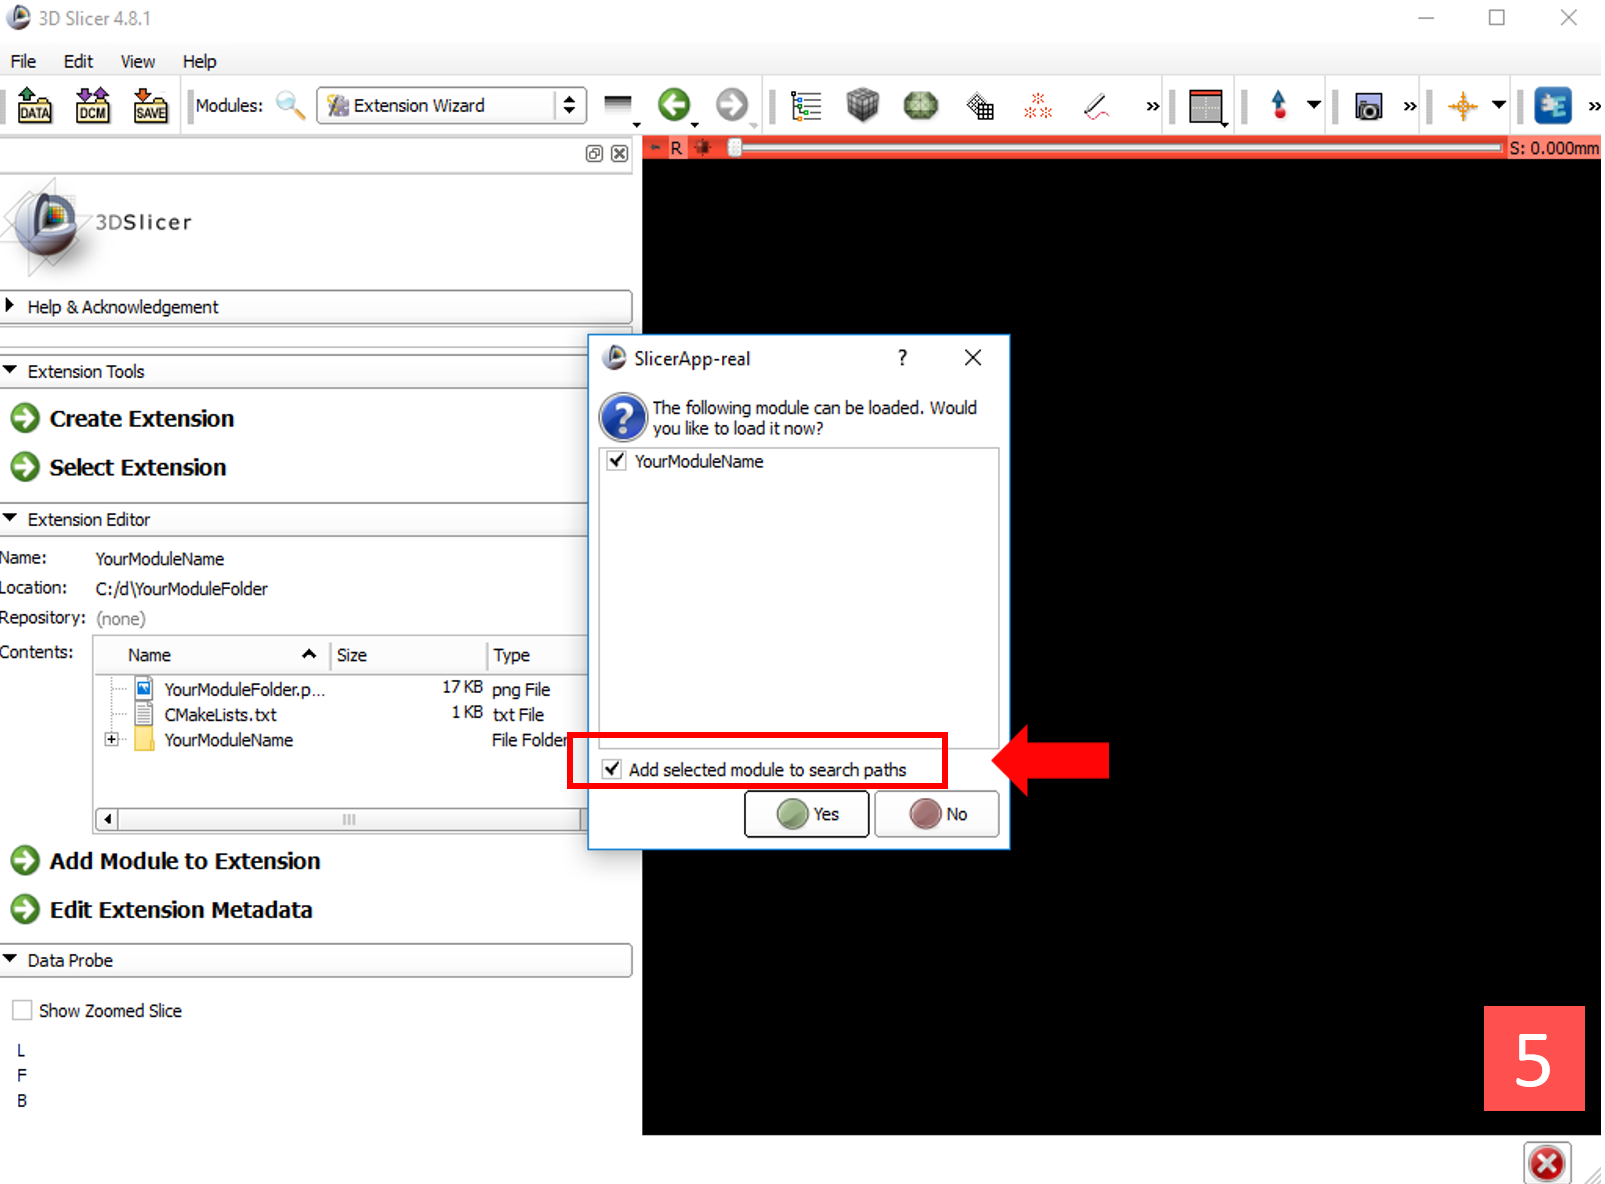 3D Slicer 4.8.1
File Edit View Help
DATA DCM SAVE Modules: Extension Wizard
R S: 0.000mm
3DSlicer
Help & Acknowledgement
Extension Tools
Create Extension
Select Extension
Extension Editor
Name: YourModuleName
Location: C:/d\YourModuleFolder
Repository: (none)
Contents: Name Size Type
YourModuleFolder.p... 17 KB png File
CMakeLists.txt 1 KB txt File
YourModuleName File Folder
Add Module to Extension
Edit Extension Metadata
Data Probe
Show Zoomed Slice
L
F
B
SlicerApp-real ?
The following module can be loaded. Would
you like to load it now?
YourModuleName
Add selected module to search paths
Yes No
5